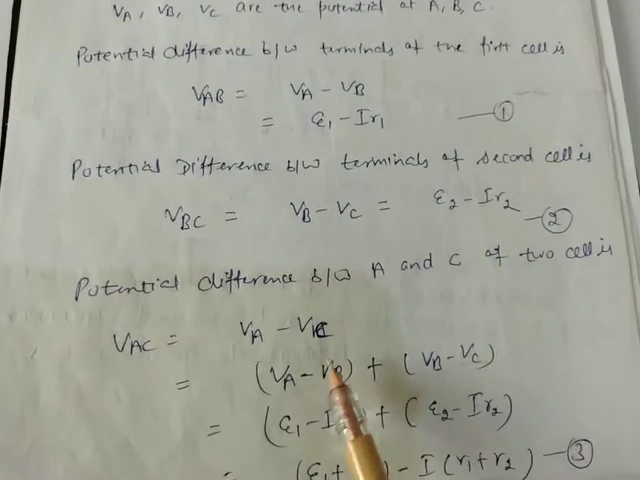 VA, VB, VC are the potential at A, B, C.
Potential difference b/w terminals of the first cell is
VAB = VA - VB
= ε1 - Ir1 —①
Potential Difference b/w terminals of second cell is
VBC = VB - VC = ε2 - Ir2 —②
Potential difference b/w A and C of two cell is
VAC = VA - VC
= (VA - VB) + (VB - VC)
= (ε1 - I ) + (ε2 - Ir2)
= (ε1 + ) - I(r1 + r2) —③